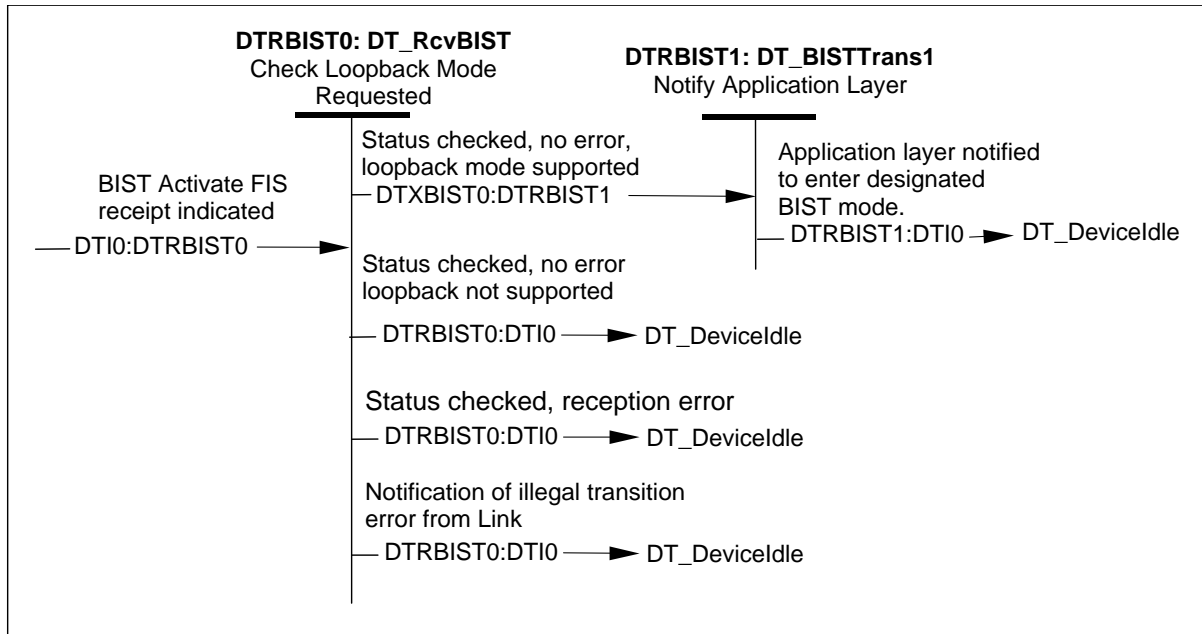 DTRBIST0: DT_RcvBIST
Check Loopback Mode
Requested
DTRBIST1: DT_BISTTrans1
Notify Application Layer
BIST Activate FIS
receipt indicated
DTI0:DTRBIST0
Status checked, no error,
loopback mode supported
DTXBIST0:DTRBIST1
Application layer notified
to enter designated
BIST mode.
DTRBIST1:DTI0
DT_DeviceIdle
Status checked, no error
loopback not supported
DTRBIST0:DTI0
DT_DeviceIdle
Status checked, reception error
DTRBIST0:DTI0
DT_DeviceIdle
Notification of illegal transition
error from Link
DTRBIST0:DTI0
DT_DeviceIdle